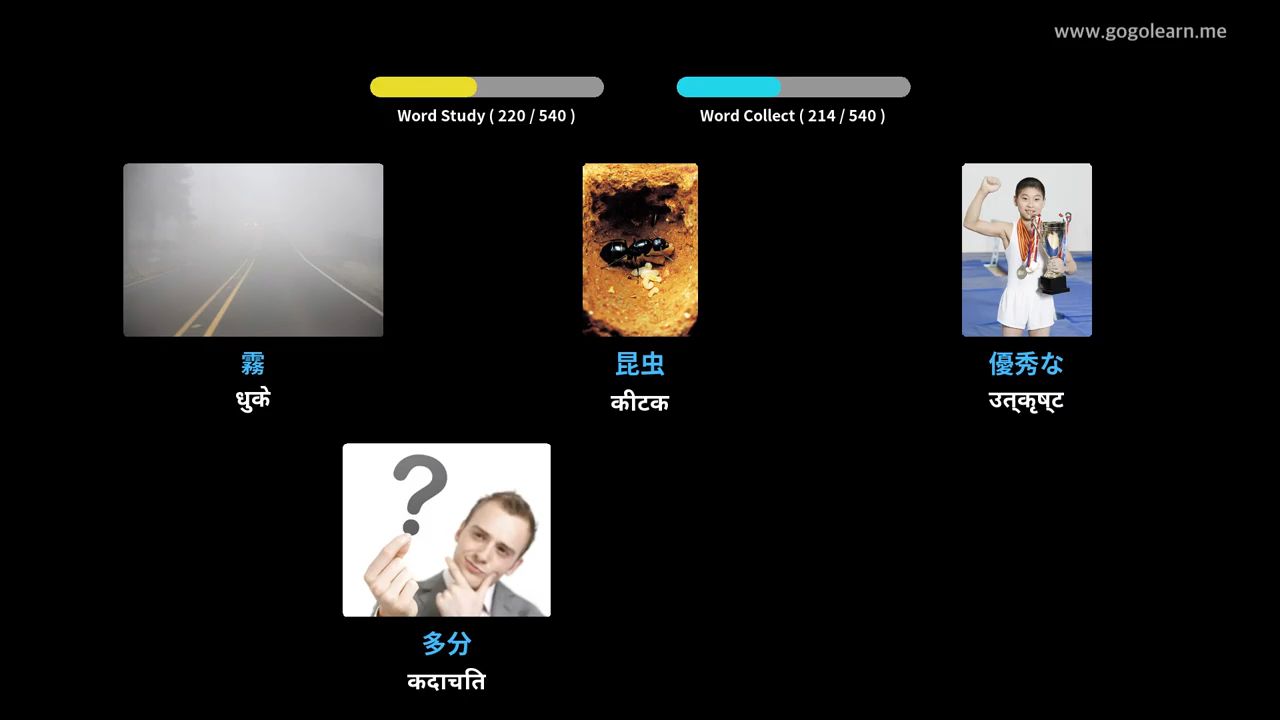 www.gogolearn.me
Word Study ( 220 / 540 )
Word Collect ( 214 / 540 )
霧
धुके
昆虫
कीटक
優秀な
उत्कृष्ट
多分
कदाचति